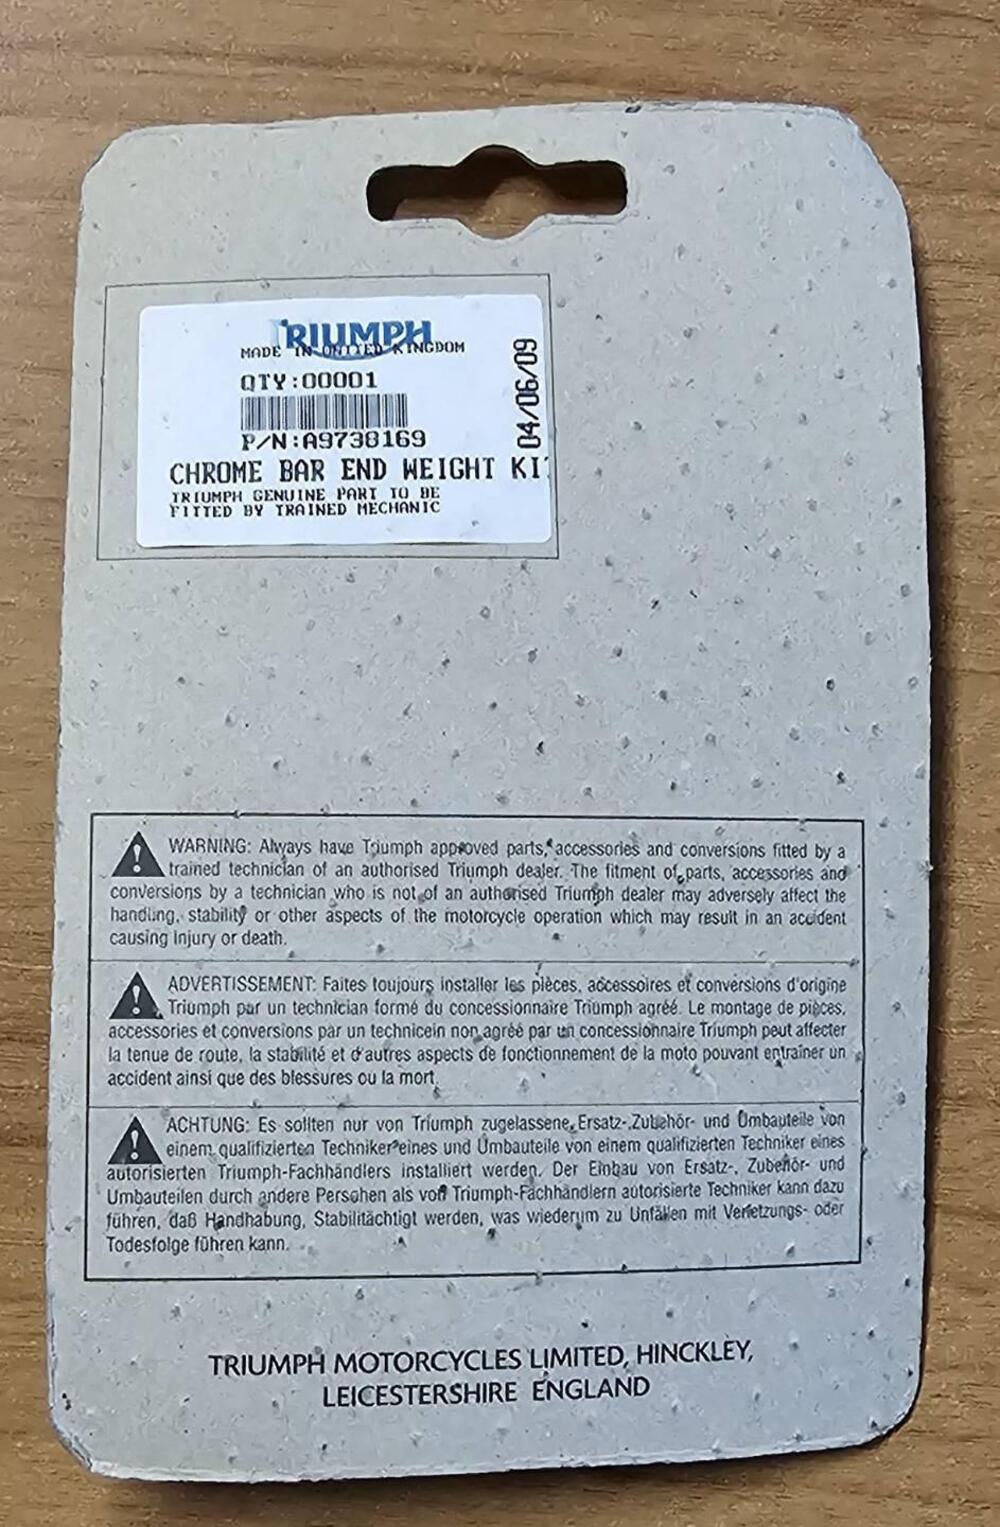 TRIUMPH
MADE IN UNITED KINGDOM
QTY:00001
P/N:A9738169
CHROME BAR END WEIGHT KIT
TRIUMPH GENUINE PART TO BE
FITTED BY TRAINED MECHANIC
04/06/09
WARNING: Always have Triumph approved parts, accessories and conversions fitted by a
trained technician of an authorised Triumph dealer. The fitment of parts, accessories and
conversions by a technician who is not of an authorised Triumph dealer may adversely affect the
handling, stability or other aspects of the motorcycle operation which may result in an accident
causing injury or death.
ADVERTISSEMENT: Faites toujours installer les pièces, accessoires et conversions d'origine
Triumph par un technician formé du concessionnaire Triumph agréé. Le montage de pièces,
accessories et conversions par un technicein non agréé par un concessionnaire Triumph peut affecter
la tenue de route, la stabilité et d'autres aspects de fonctionnement de la moto pouvant entraîner un
accident ainsi que des blessures ou la mort.
ACHTUNG: Es sollten nur von Triumph zugelassene Ersatz-, Zubehör- und Umbauteile von
einem qualifizierten Techniker eines und Umbauteile von einem qualifizierten Techniker eines
autorisierten Triumph-Fachhändlers installiert werden. Der Einbau von Ersatz-, Zubehör- und
Umbauteilen durch andere Personen als von Triumph-Fachhändlern autorisierte Techniker kann dazu
führen, daß Handhabung, Stabilitächtigt werden, was wiederum zu Unfällen mit Verletzungs- oder
Todesfolge führen kann.
TRIUMPH MOTORCYCLES LIMITED, HINCKLEY,
LEICESTERSHIRE ENGLAND